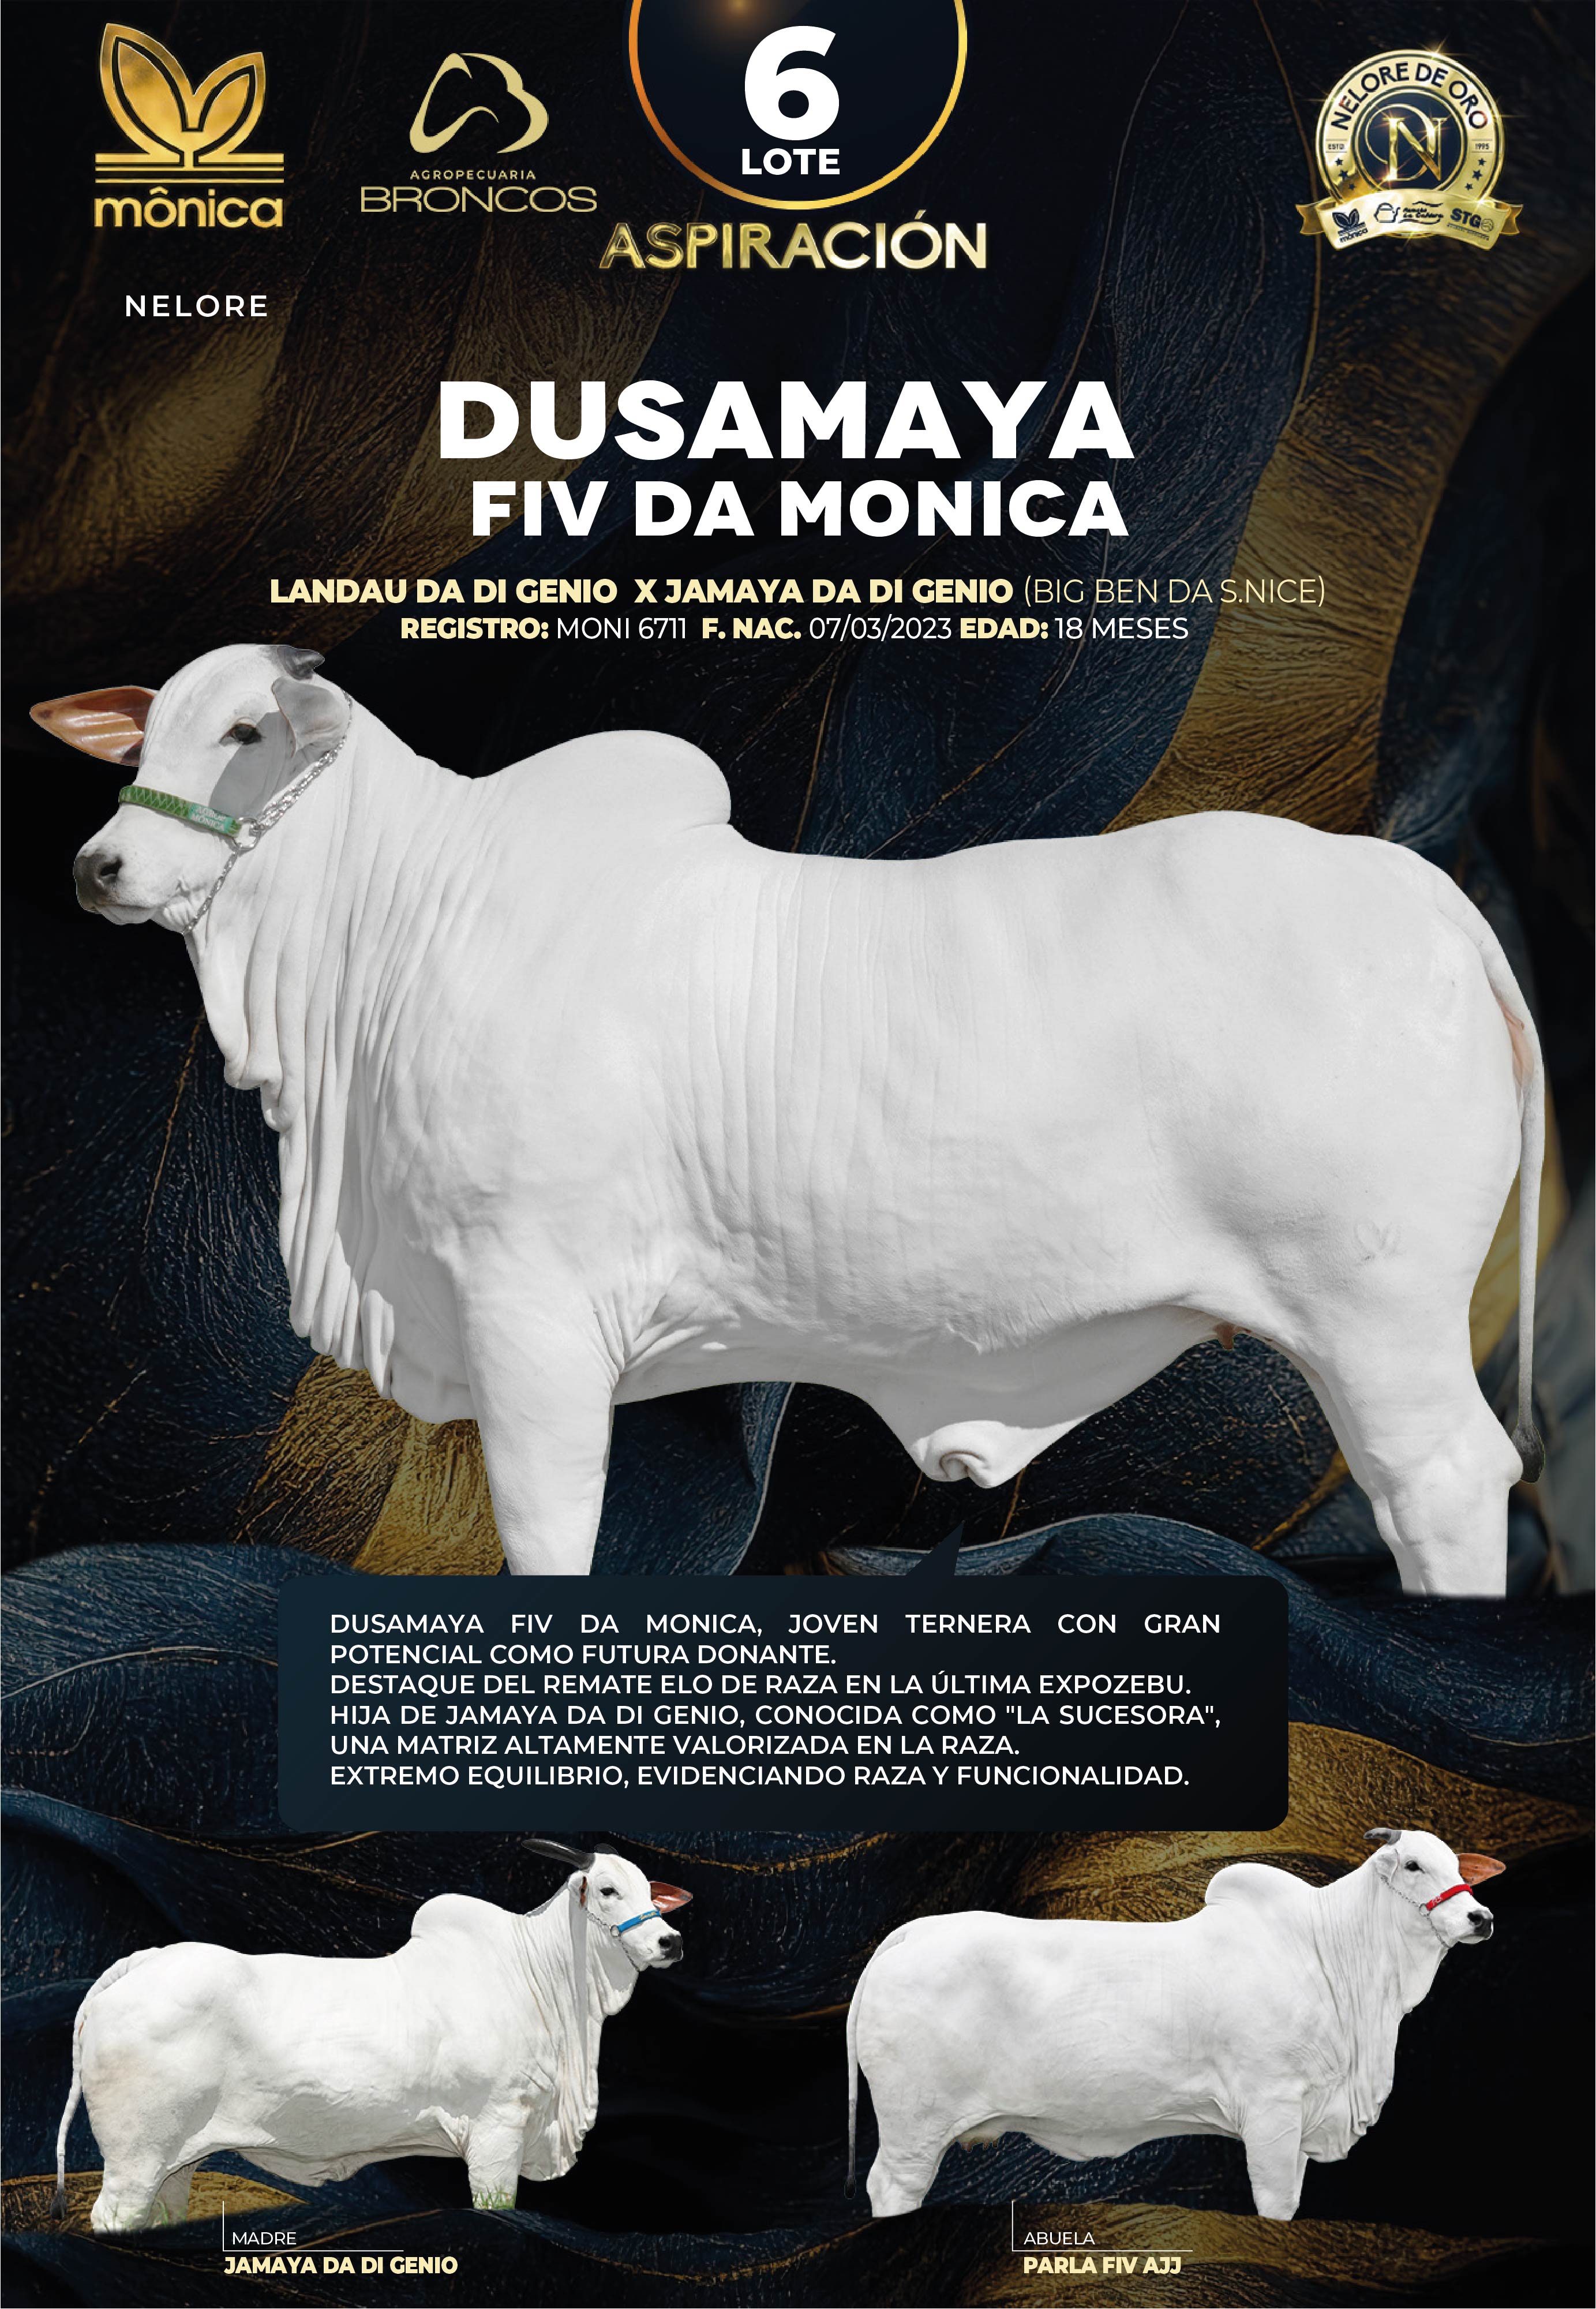 6
LOTE
ASPIRACIÓN
mônica
AGROPECUARIA
BRONCOS
NELORE DE ORO
ESTD 1995
N
mônica
STG
NELORE
DUSAMAYA
FIV DA MONICA
LANDAU DA DI GENIO X JAMAYA DA DI GENIO (BIG BEN DA S.NICE)
REGISTRO: MONI 6711 F. NAC. 07/03/2023 EDAD: 18 MESES
DUSAMAYA FIV DA MONICA, JOVEN TERNERA CON GRAN
POTENCIAL COMO FUTURA DONANTE.
DESTAQUE DEL REMATE ELO DE RAZA EN LA ÚLTIMA EXPOZEBU.
HIJA DE JAMAYA DA DI GENIO, CONOCIDA COMO "LA SUCESORA",
UNA MATRIZ ALTAMENTE VALORIZADA EN LA RAZA.
EXTREMO EQUILIBRIO, EVIDENCIANDO RAZA Y FUNCIONALIDAD.
MADRE
JAMAYA DA DI GENIO
ABUELA
PARLA FIV AJJ